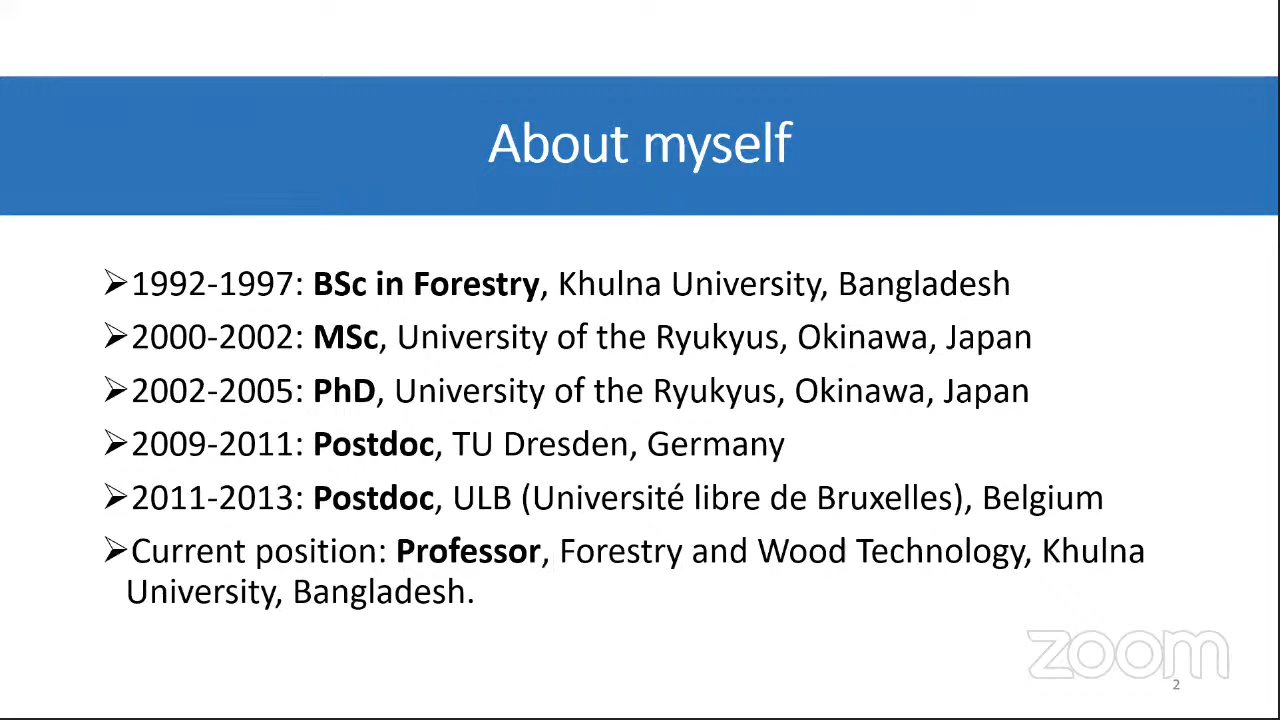 About myself
➢1992-1997: BSc in Forestry, Khulna University, Bangladesh
➢2000-2002: MSc, University of the Ryukyus, Okinawa, Japan
➢2002-2005: PhD, University of the Ryukyus, Okinawa, Japan
➢2009-2011: Postdoc, TU Dresden, Germany
➢2011-2013: Postdoc, ULB (Université libre de Bruxelles), Belgium
➢Current position: Professor, Forestry and Wood Technology, Khulna
University, Bangladesh.
zoom
2